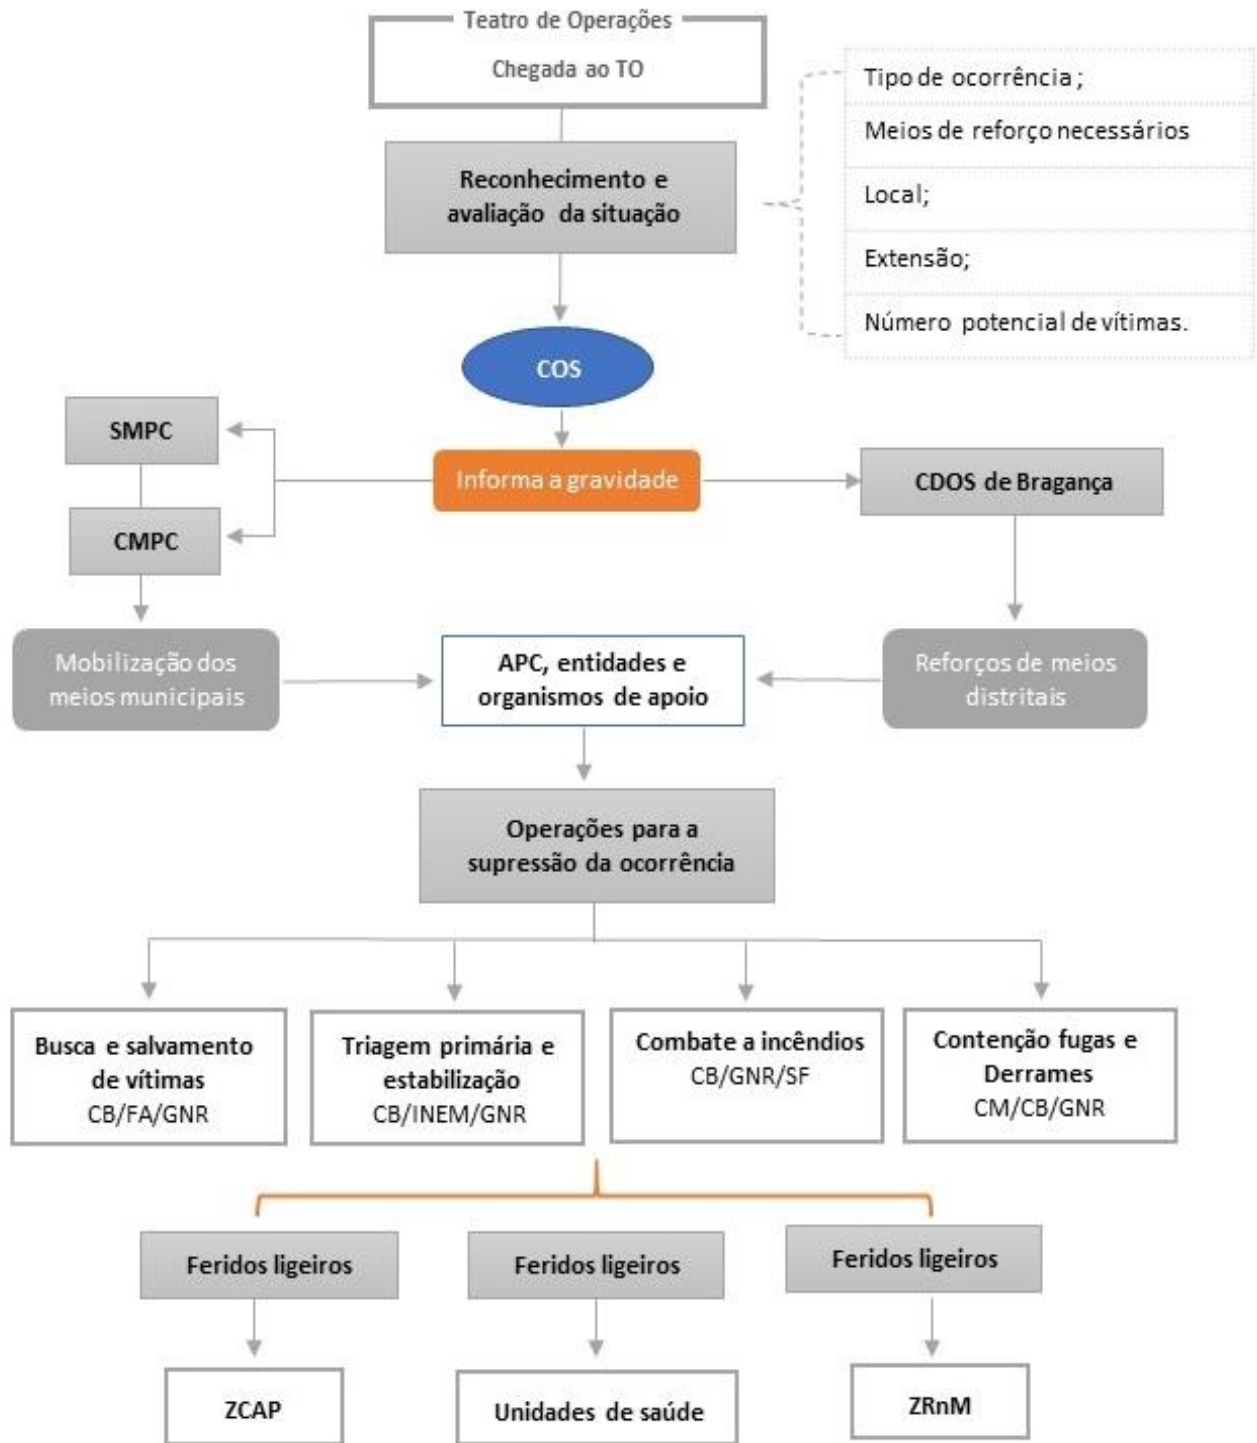 Teatro de Operações
Chegada ao TO
Tipo de ocorrência ;
Meios de reforço necessários
Local;
Extensão;
Número potencial de vítimas.
Reconhecimento e
avaliação da situação
COS
SMPC
Informa a gravidade
CDOS de Bragança
CMPC
Mobilização dos
meios municipais
APC, entidades e
organismos de apoio
Reforços de meios
distritais
Operações para a
supressão da ocorrência
Busca e salvamento
de vítimas
CB/FA/GNR
Triagem primária e
estabilização
CB/INEM/GNR
Combate a incêndios
CB/GNR/SF
Contenção fugas e
Derrames
CM/CB/GNR
Feridos ligeiros
Feridos ligeiros
Feridos ligeiros
ZCAP
Unidades de saúde
ZRnM